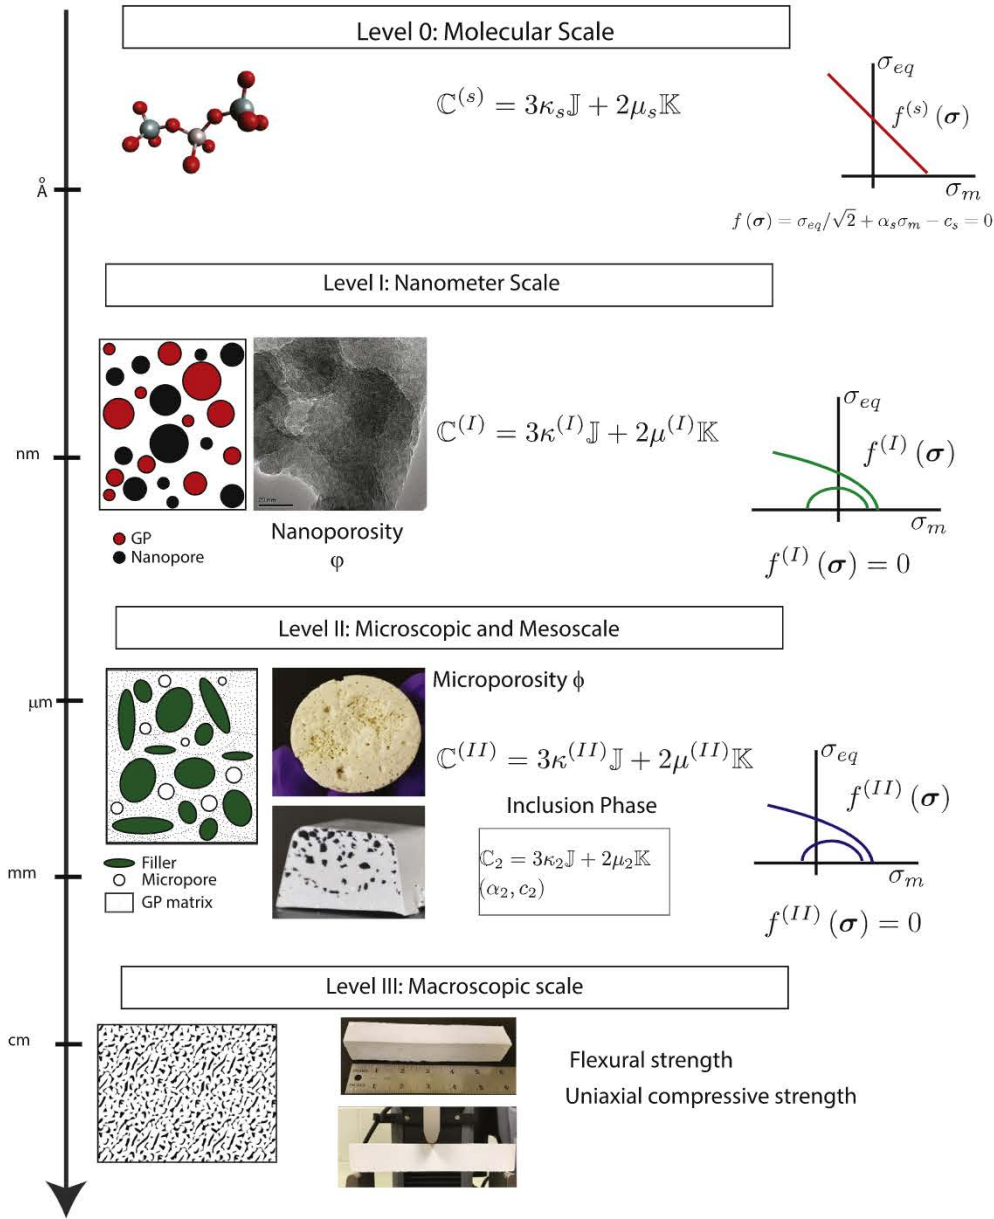 Level 0: Molecular Scale
ℂ^(s) = 3κ_s𝕁 + 2μ_s𝕂
σ_eq
f^(s) (σ)
σ_m
f (σ) = σ_eq/√2 + α_sσ_m − c_s = 0
Å
Level I: Nanometer Scale
nm
ℂ^(I) = 3κ^(I)𝕁 + 2μ^(I)𝕂
σ_eq
f^(I) (σ)
σ_m
f^(I) (σ) = 0
20 nm
GP
Nanopore
Nanoporosity
φ
Level II: Microscopic and Mesoscale
μm
Microporosity ϕ
ℂ^(II) = 3κ^(II)𝕁 + 2μ^(II)𝕂
σ_eq
f^(II) (σ)
σ_m
f^(II) (σ) = 0
Inclusion Phase
ℂ_2 = 3κ_2𝕁 + 2μ_2𝕂
(α_2, c_2)
mm
Filler
Micropore
GP matrix
Level III: Macroscopic scale
cm
Flexural strength
Uniaxial compressive strength